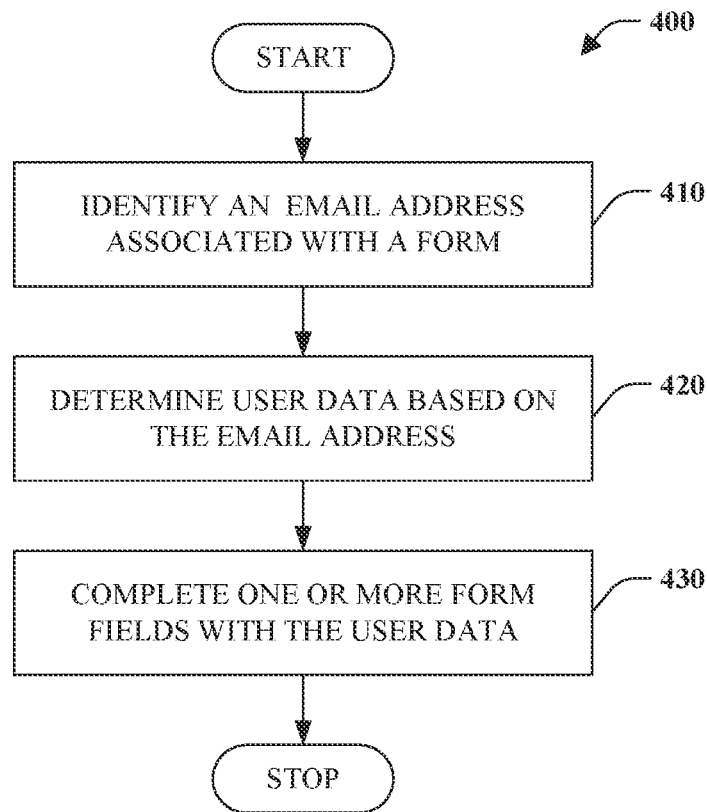 400
START
IDENTIFY AN EMAIL ADDRESS
ASSOCIATED WITH A FORM
410
DETERMINE USER DATA BASED ON
THE EMAIL ADDRESS
420
COMPLETE ONE OR MORE FORM
FIELDS WITH THE USER DATA
430
STOP